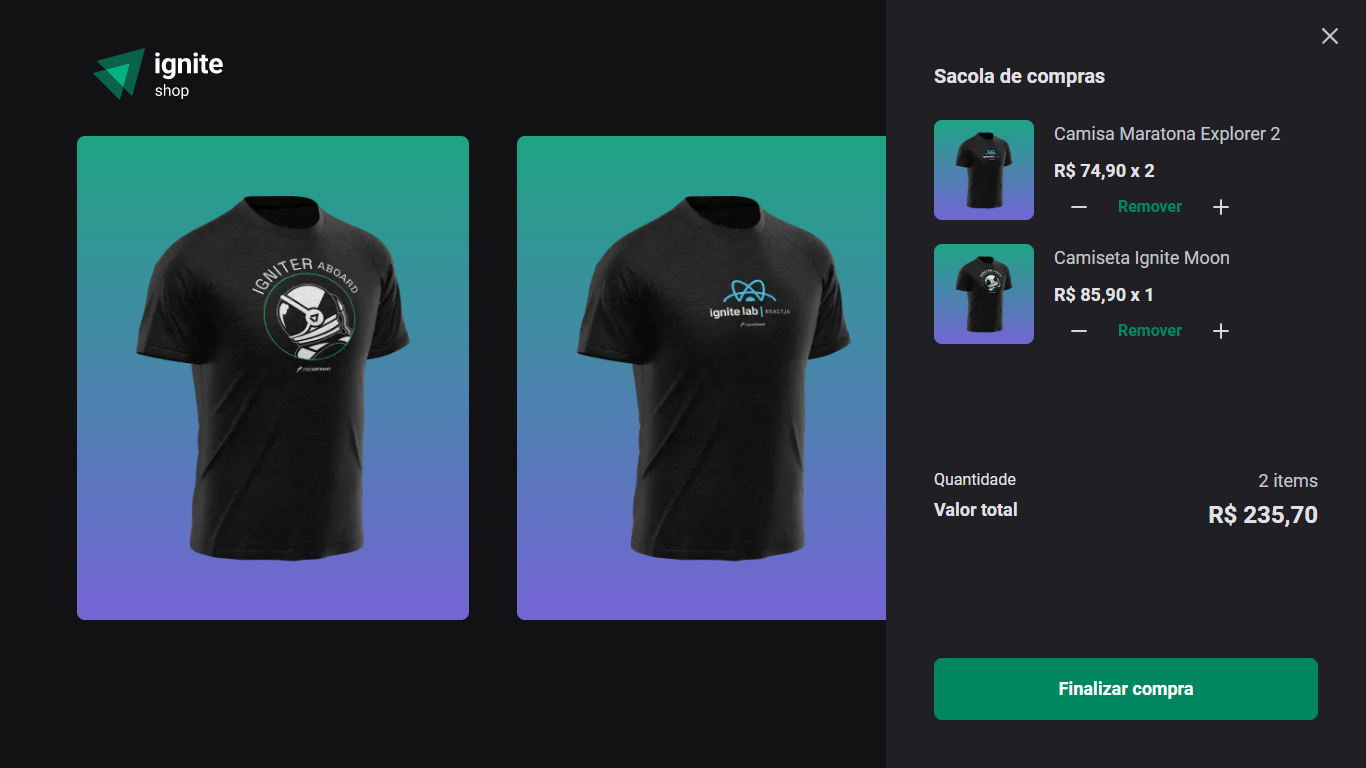 ignite
shop
IGNITER ABOARD
ignite lab | REACTJS
Sacola de compras
Camisa Maratona Explorer 2
R$ 74,90 x 2
Remover
Camiseta Ignite Moon
R$ 85,90 x 1
Remover
Quantidade
2 items
Valor total
R$ 235,70
Finalizar compra